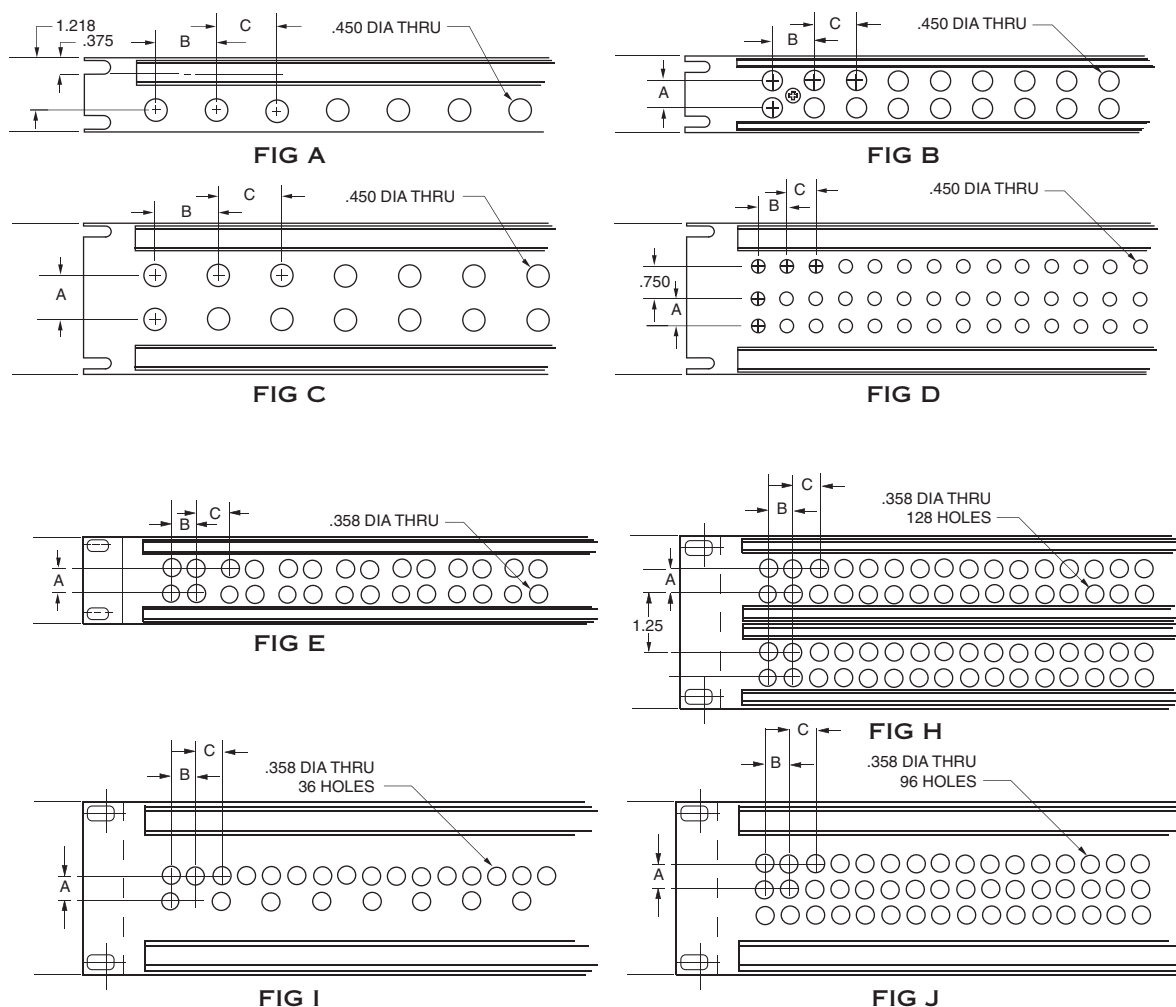 1.218
.375
B
C
.450 DIA THRU
FIG A
A
B
C
.450 DIA THRU
FIG B
A
B
C
.450 DIA THRU
FIG C
.750
A
B
C
.450 DIA THRU
FIG D
A
B
C
.358 DIA THRU
FIG E
A
1.25
B
C
.358 DIA THRU
128 HOLES
FIG H
A
B
C
.358 DIA THRU
36 HOLES
FIG I
A
B
C
.358 DIA THRU
96 HOLES
FIG J